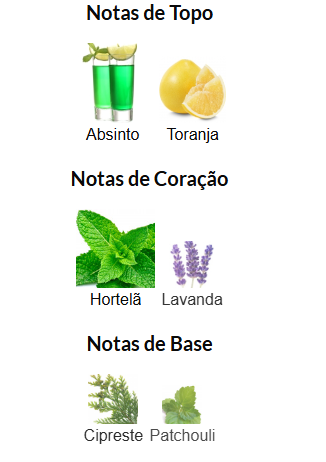 Notas de Topo
Absinto Toranja
Notas de Coração
Hortelã Lavanda
Notas de Base
Cipreste Patchouli